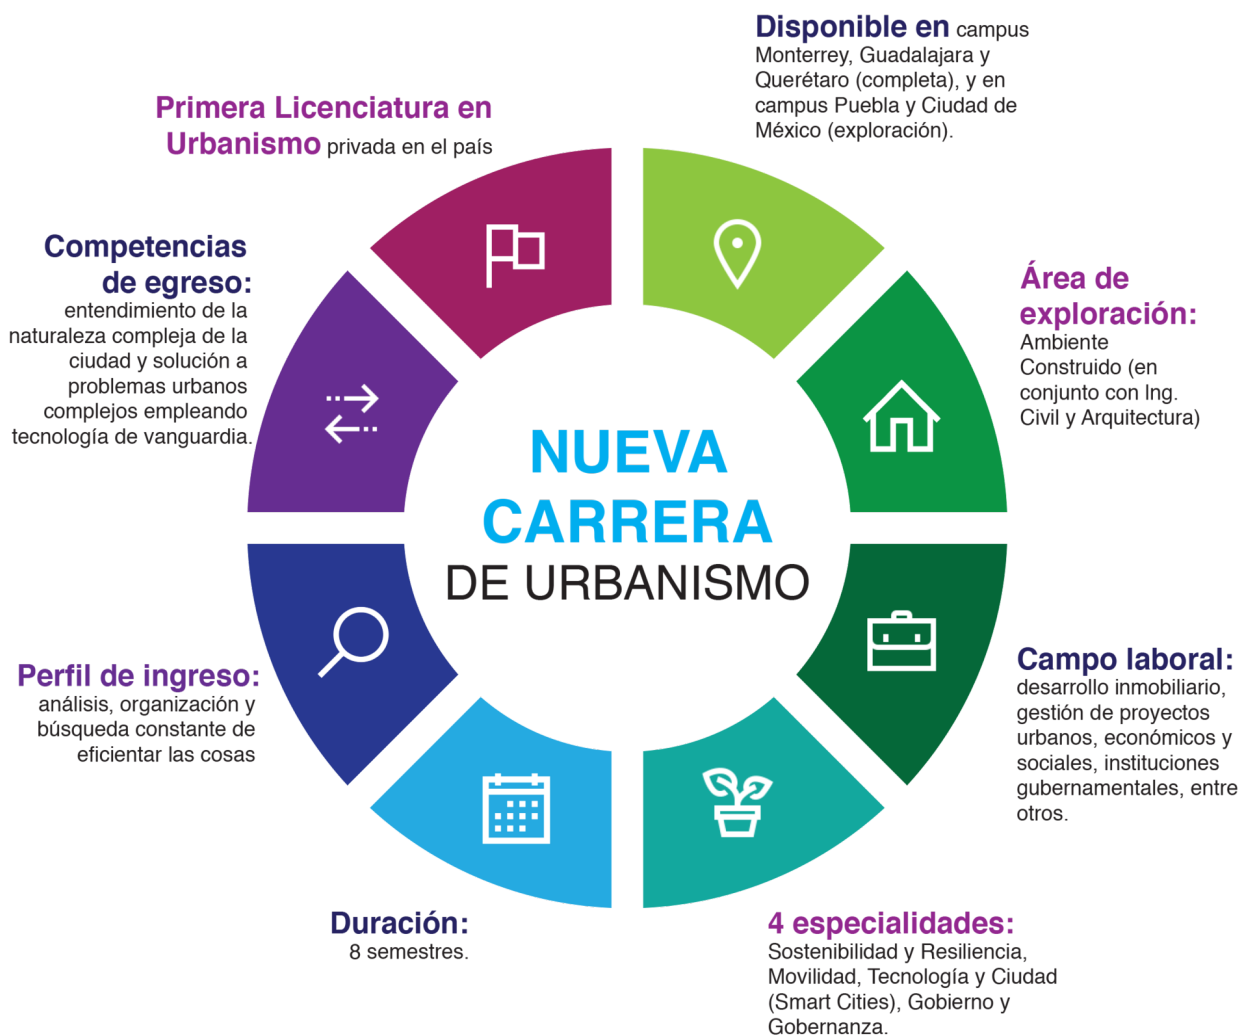 Disponible en campus
Monterrey, Guadalajara y
Querétaro (completa), y en
campus Puebla y Ciudad de
México (exploración).
Primera Licenciatura en
Urbanismo privada en el país
Competencias
de egreso:
entendimiento de la
naturaleza compleja de la
ciudad y solución a
problemas urbanos
complejos empleando
tecnología de vanguardia.
Área de
exploración:
Ambiente
Construido (en
conjunto con Ing.
Civil y Arquitectura)
NUEVA
CARRERA
DE URBANISMO
Perfil de ingreso:
análisis, organización y
búsqueda constante de
eficientar las cosas
Campo laboral:
desarrollo inmobiliario,
gestión de proyectos
urbanos, económicos y
sociales, instituciones
gubernamentales, entre
otros.
Duración:
8 semestres.
4 especialidades:
Sostenibilidad y Resiliencia,
Movilidad, Tecnología y Ciudad
(Smart Cities), Gobierno y
Gobernanza.